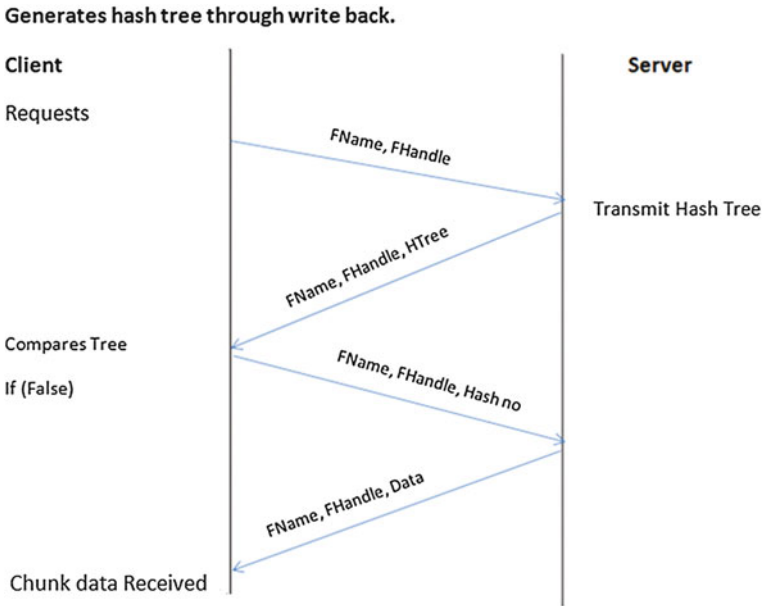 Generates hash tree through write back.
Client
Server
Requests
FName, FHandle
Transmit Hash Tree
FName, FHandle, HTree
Compares Tree
FName, FHandle, Hash no
If (False)
FName, FHandle, Data
Chunk data Received